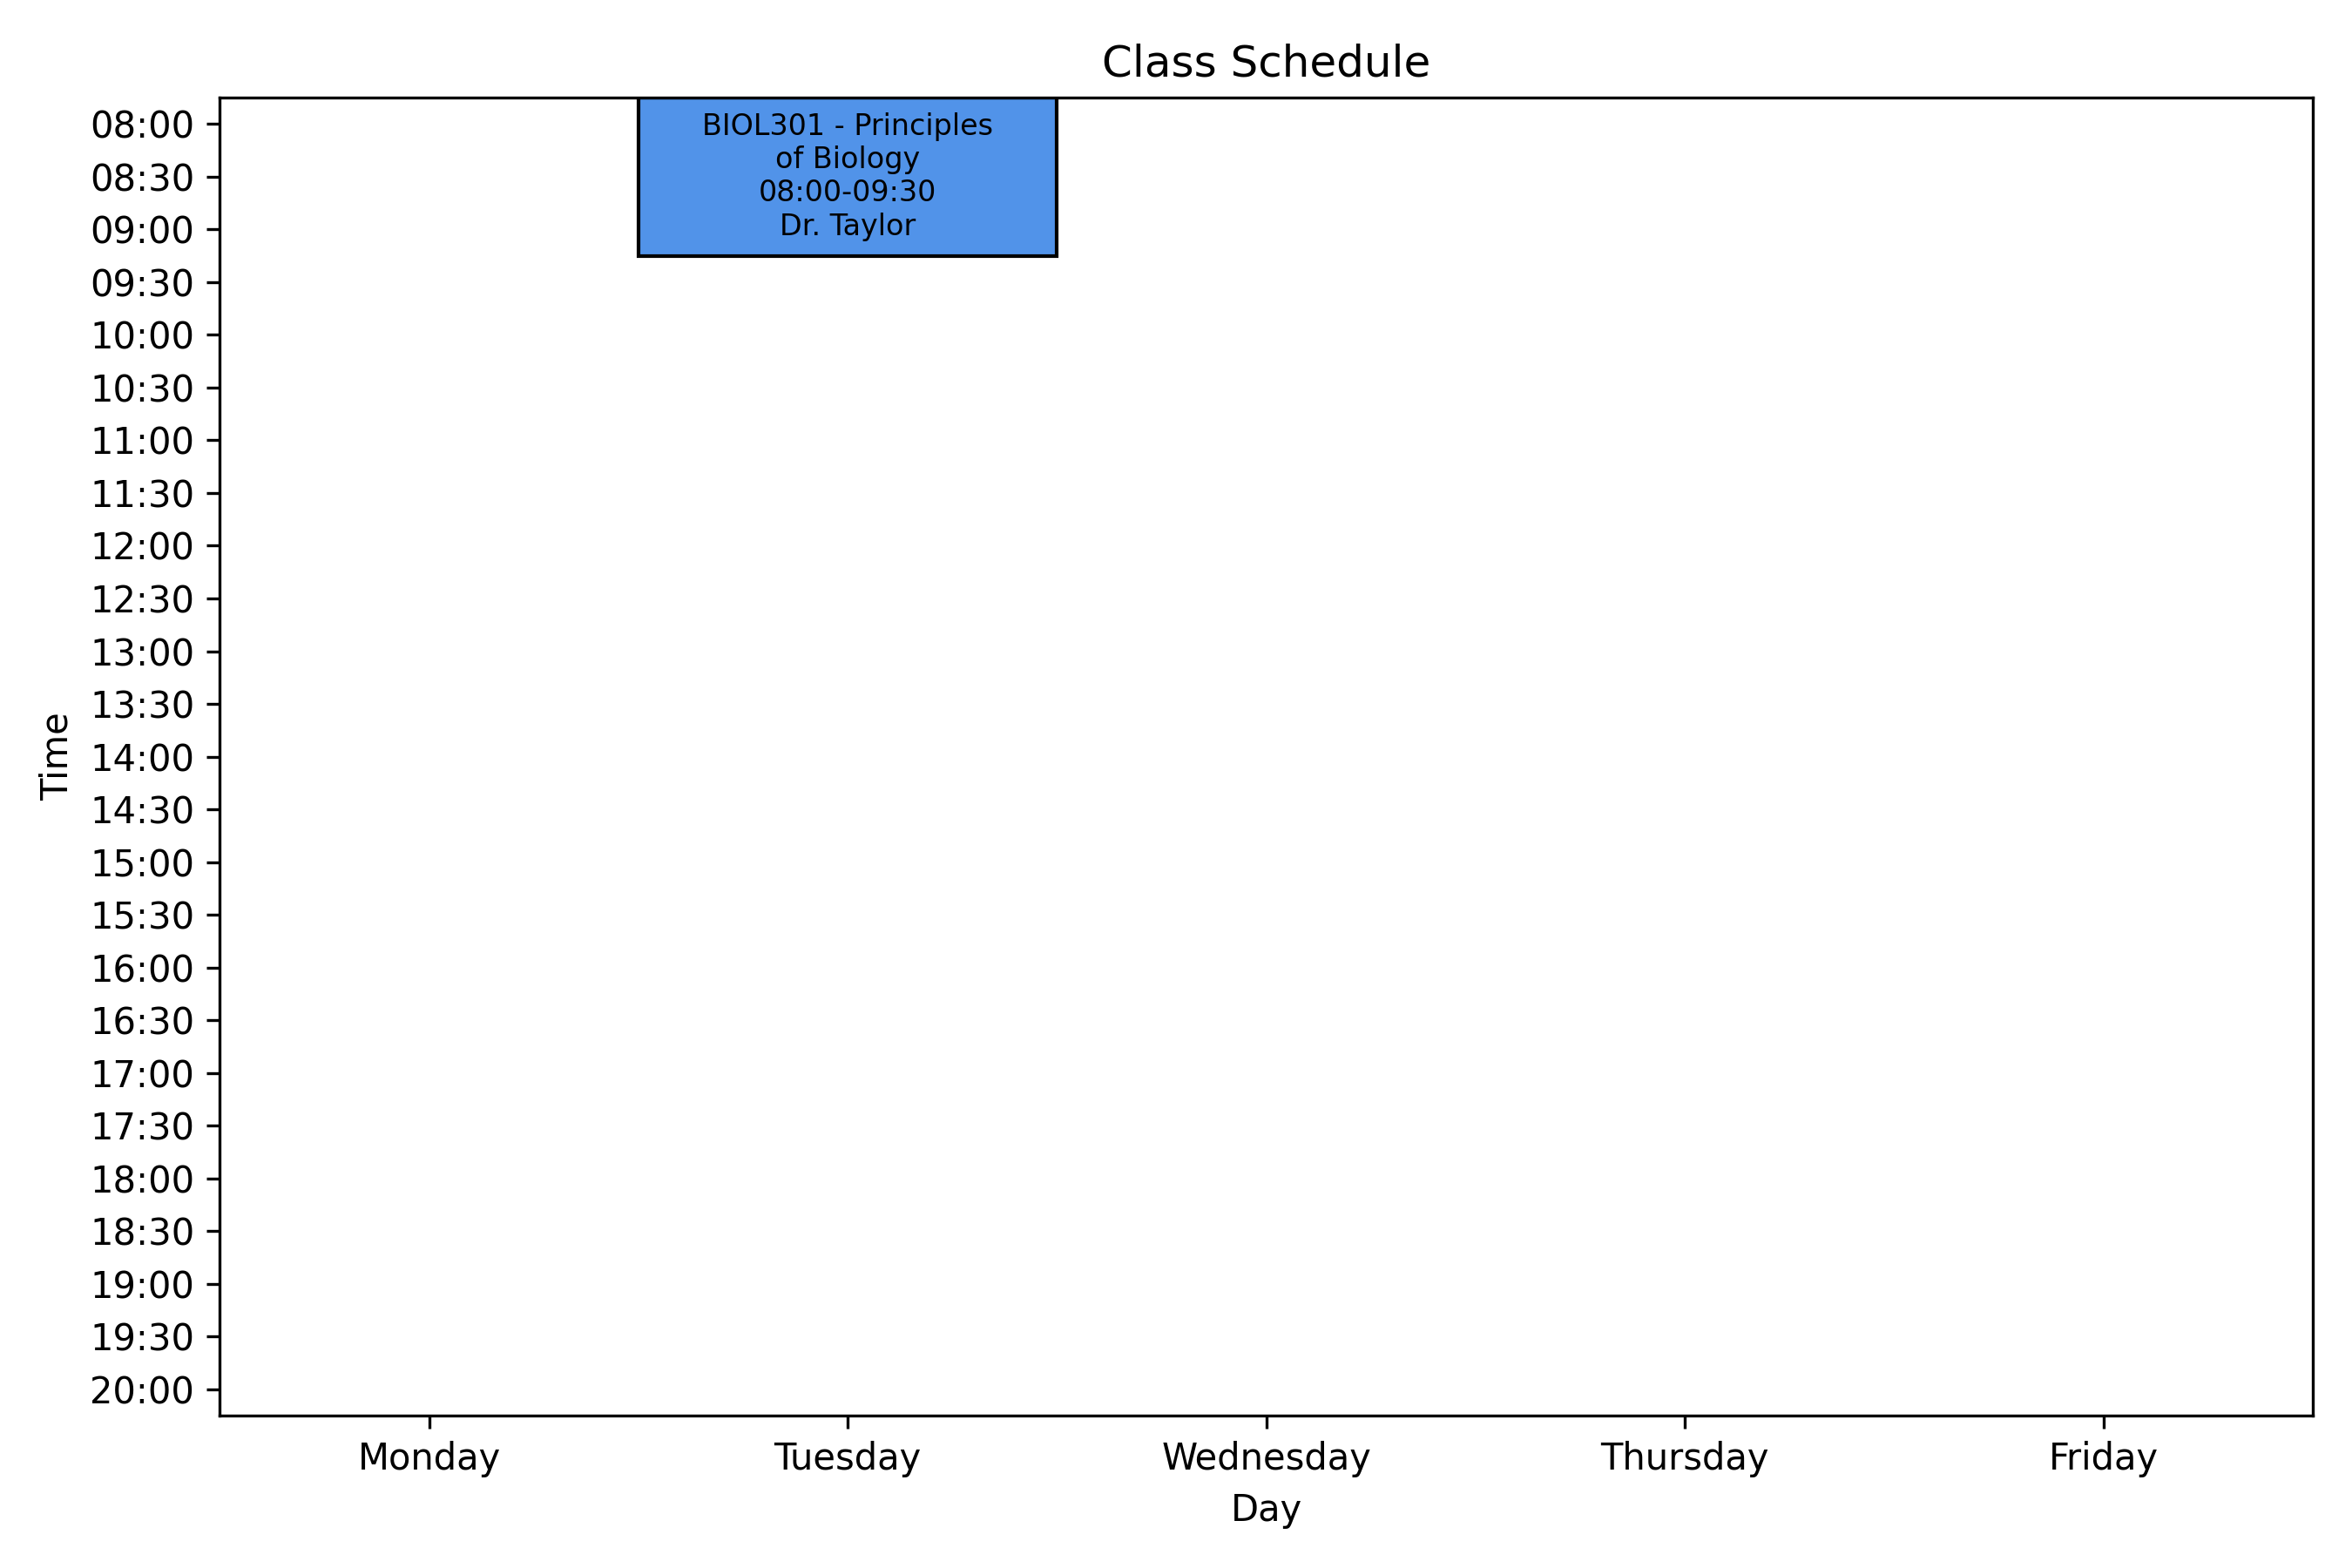 Class Schedule
BIOL301 - Principles
of Biology
08:00-09:30
Dr. Taylor
Time
08:00
08:30
09:00
09:30
10:00
10:30
11:00
11:30
12:00
12:30
13:00
13:30
14:00
14:30
15:00
15:30
16:00
16:30
17:00
17:30
18:00
18:30
19:00
19:30
20:00
Monday
Tuesday
Wednesday
Thursday
Friday
Day